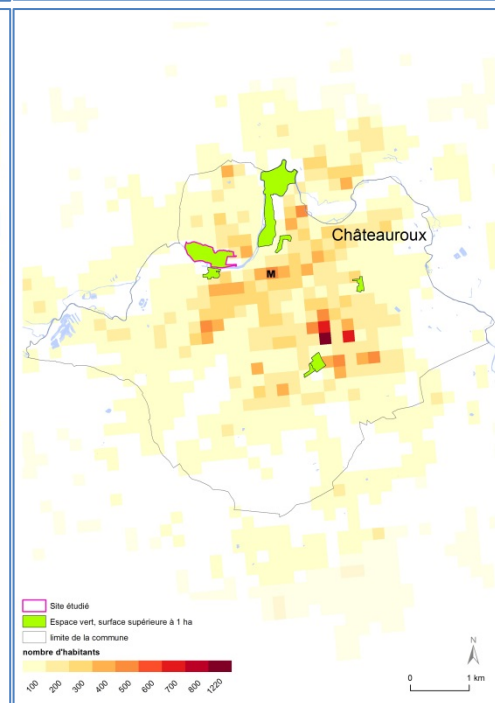 Châteauroux
M
Site étudié
Espace vert, surface supérieure à 1 ha
limite de la commune
nombre d'habitants
100 200 300 400 500 600 700 800 1220
N
0 1 km